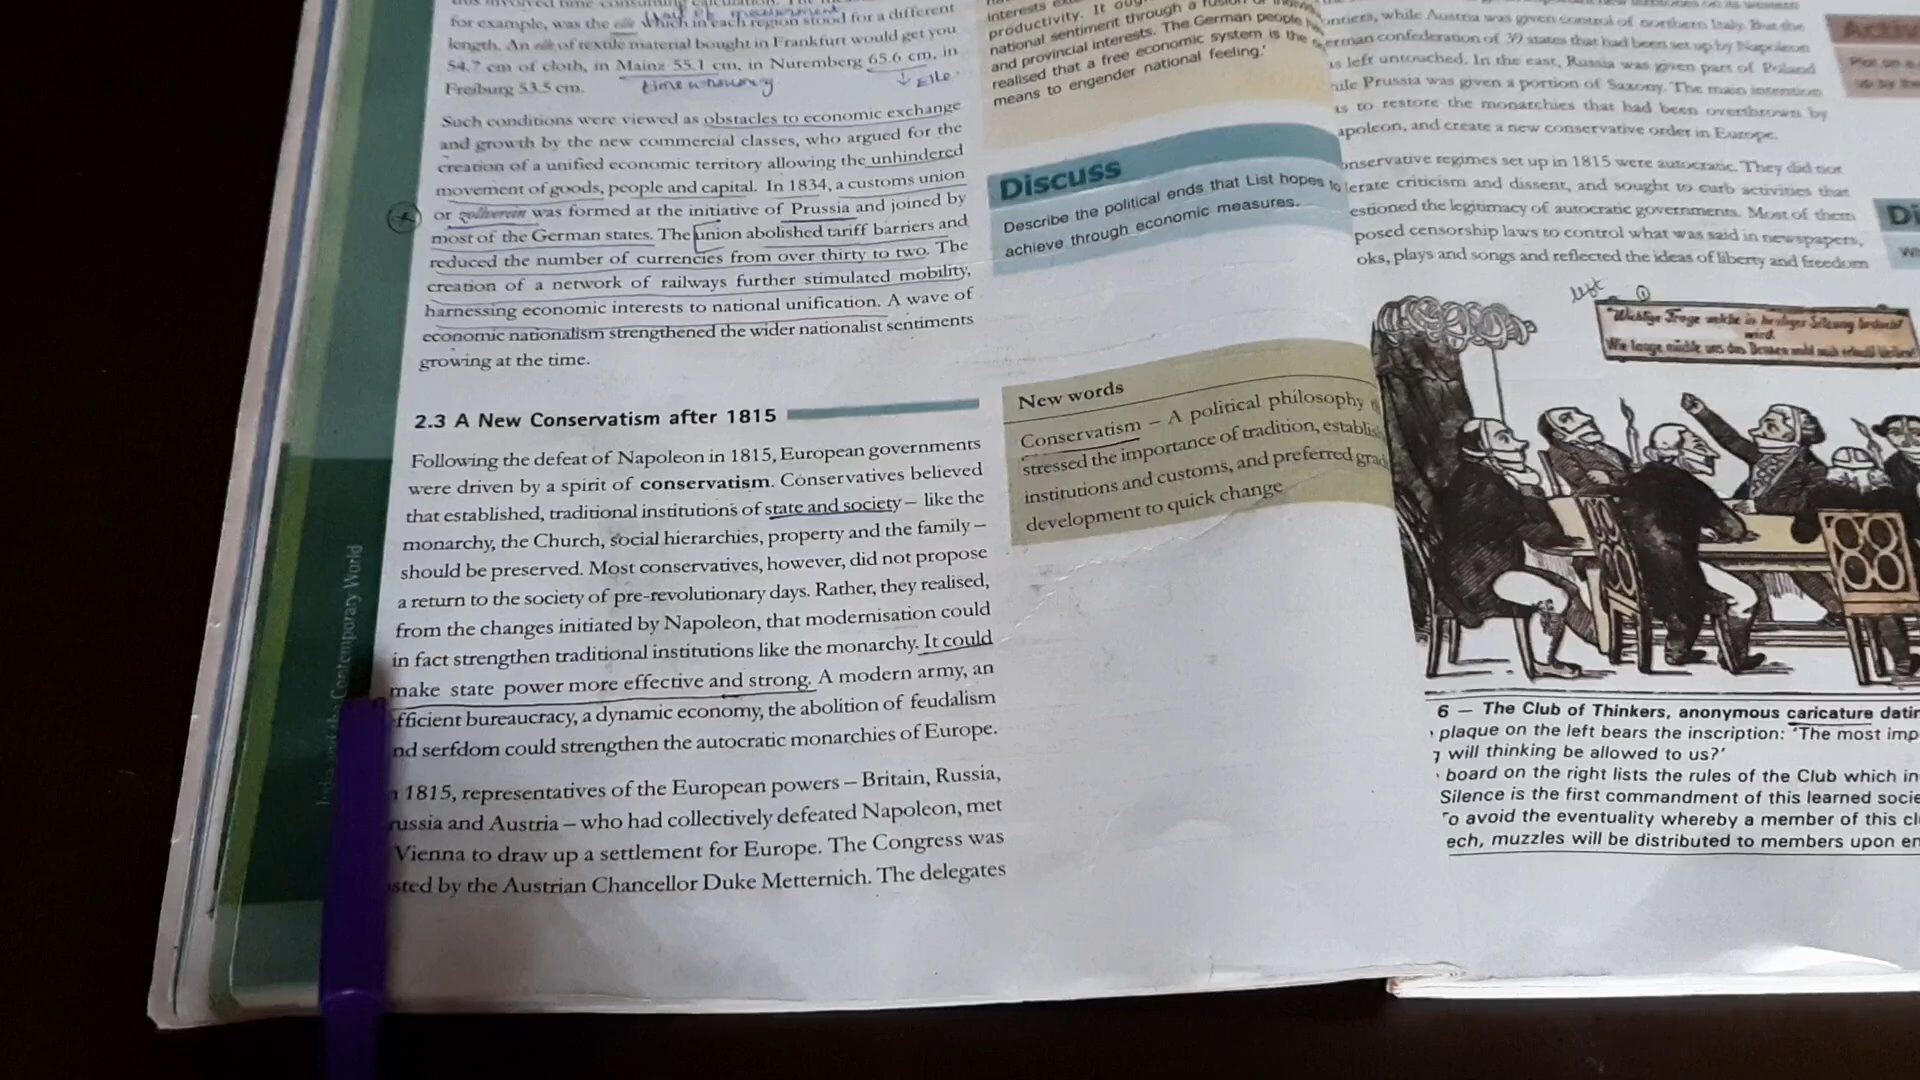 for example, was the elle which in each region stood for a different
length. An elle of textile material bought in Frankfurt would get you
54.7 cm of cloth, in Mainz 55.1 cm, in Nuremberg 65.6 cm, in
Freiburg 53.5 cm.
Such conditions were viewed as obstacles to economic exchange
and growth by the new commercial classes, who argued for the
creation of a unified economic territory allowing the unhindered
movement of goods, people and capital. In 1834, a customs union
or zollverein was formed at the initiative of Prussia and joined by
most of the German states. The union abolished tariff barriers and
reduced the number of currencies from over thirty to two. The
creation of a network of railways further stimulated mobility,
harnessing economic interests to national unification. A wave of
economic nationalism strengthened the wider nationalist sentiments
growing at the time.
2.3 A New Conservatism after 1815
Following the defeat of Napoleon in 1815, European governments
were driven by a spirit of conservatism. Conservatives believed
that established, traditional institutions of state and society – like the
monarchy, the Church, social hierarchies, property and the family –
should be preserved. Most conservatives, however, did not propose
a return to the society of pre-revolutionary days. Rather, they realised,
from the changes initiated by Napoleon, that modernisation could
in fact strengthen traditional institutions like the monarchy. It could
make state power more effective and strong. A modern army, an
fficient bureaucracy, a dynamic economy, the abolition of feudalism
nd serfdom could strengthen the autocratic monarchies of Europe.
1815, representatives of the European powers – Britain, Russia,
russia and Austria – who had collectively defeated Napoleon, met
Vienna to draw up a settlement for Europe. The Congress was
sted by the Austrian Chancellor Duke Metternich. The delegates
India and the Contemporary World
productivity. It
national sentiment through a fusion of
and provincial interests. The German people
realised that a free economic system is the
means to engender national feeling.'
Discuss
Describe the political ends that List hopes to
achieve through economic measures.
New words
Conservatism – A political philosophy
stressed the importance of tradition, establis
institutions and customs, and preferred grad
development to quick change
ontiers, while Austria was given control of northern Italy. But the
erman confederation of 39 states that had been set up by Napoleon
as left untouched. In the east, Russia was given part of Poland
hile Prussia was given a portion of Saxony. The main intention
as to restore the monarchies that had been overthrown by
apoleon, and create a new conservative order in Europe.
onservative regimes set up in 1815 were autocratic. They did not
lerate criticism and dissent, and sought to curb activities that
estioned the legitimacy of autocratic governments. Most of them
posed censorship laws to control what was said in newspapers,
oks, plays and songs and reflected the ideas of liberty and freedom
6 — The Club of Thinkers, anonymous caricature datin
plaque on the left bears the inscription: 'The most imp
g will thinking be allowed to us?'
board on the right lists the rules of the Club which in
Silence is the first commandment of this learned socie
To avoid the eventuality whereby a member of this cl
ech, muzzles will be distributed to members upon en
Di